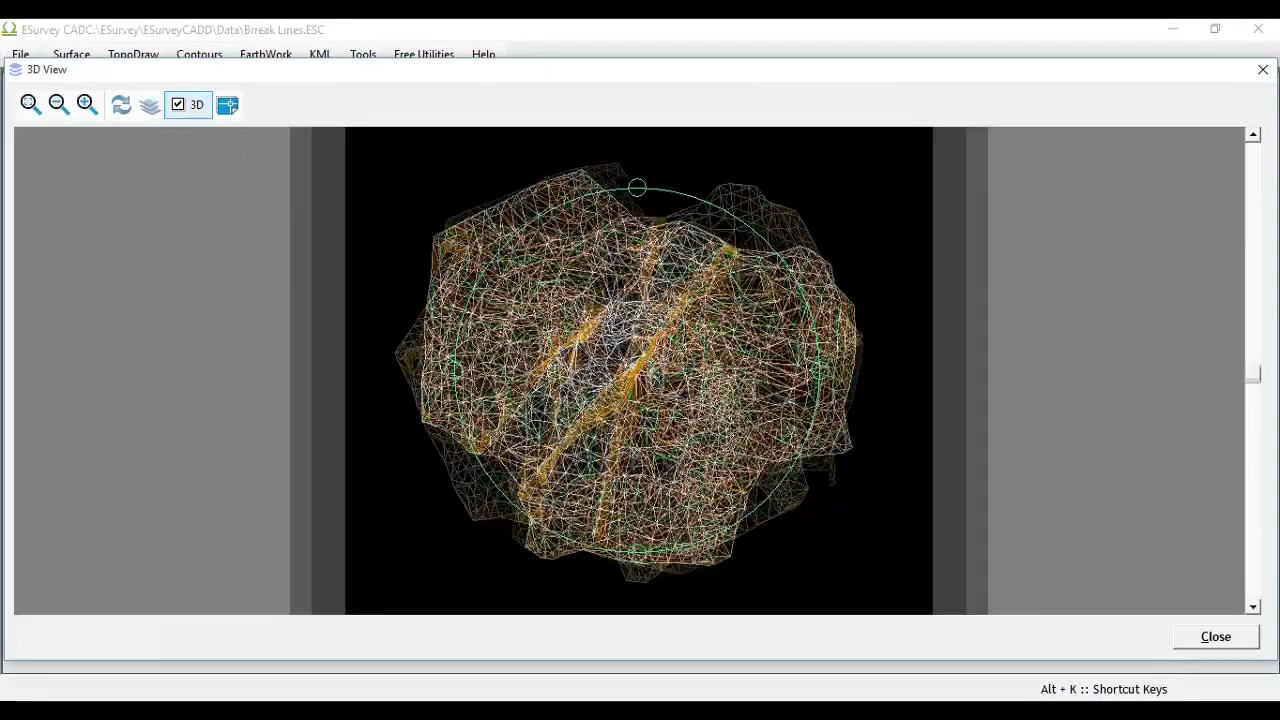 ESurvey CADC:\ESurvey\ESurveyCADD\Data\Brreak Lines.ESC
File Surface TopoDraw Contours EarthWork KML Tools Free Utilities Help
3D View
3D
Close
Alt + K :: Shortcut Keys